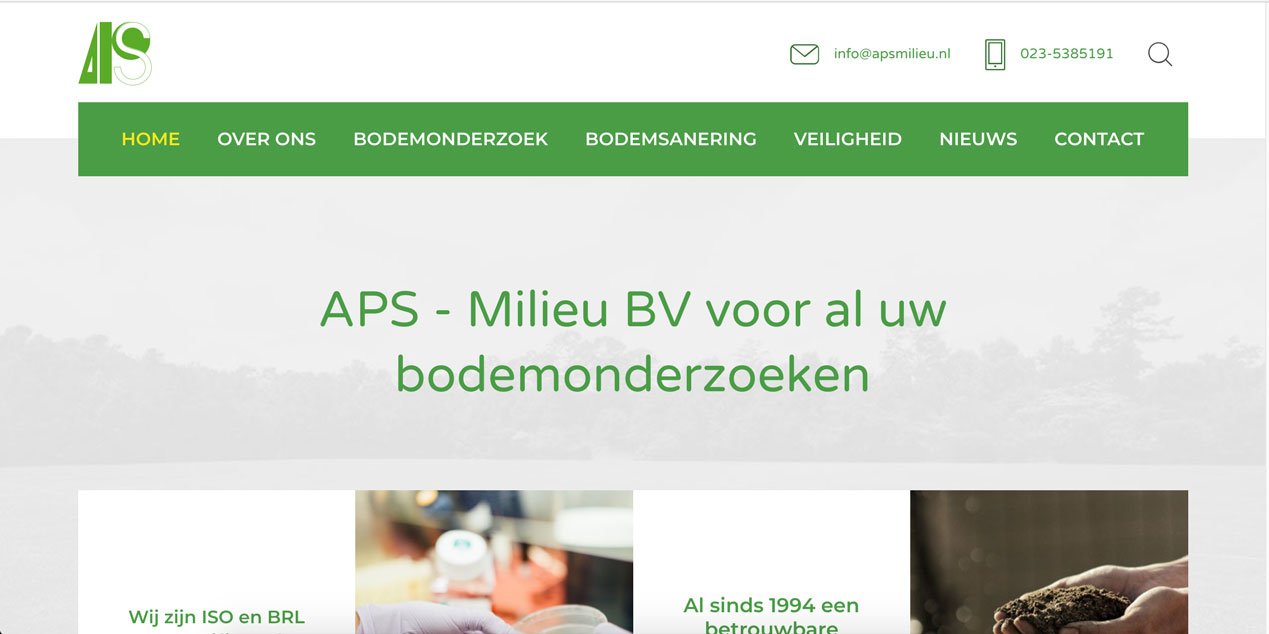 APS
info@apsmilieu.nl
023-5385191
HOME OVER ONS BODEMONDERZOEK BODEMSANERING VEILIGHEID NIEUWS CONTACT
APS - Milieu BV voor al uw
bodemonderzoeken
Wij zijn ISO en BRL
Al sinds 1994 een
betrouwbare